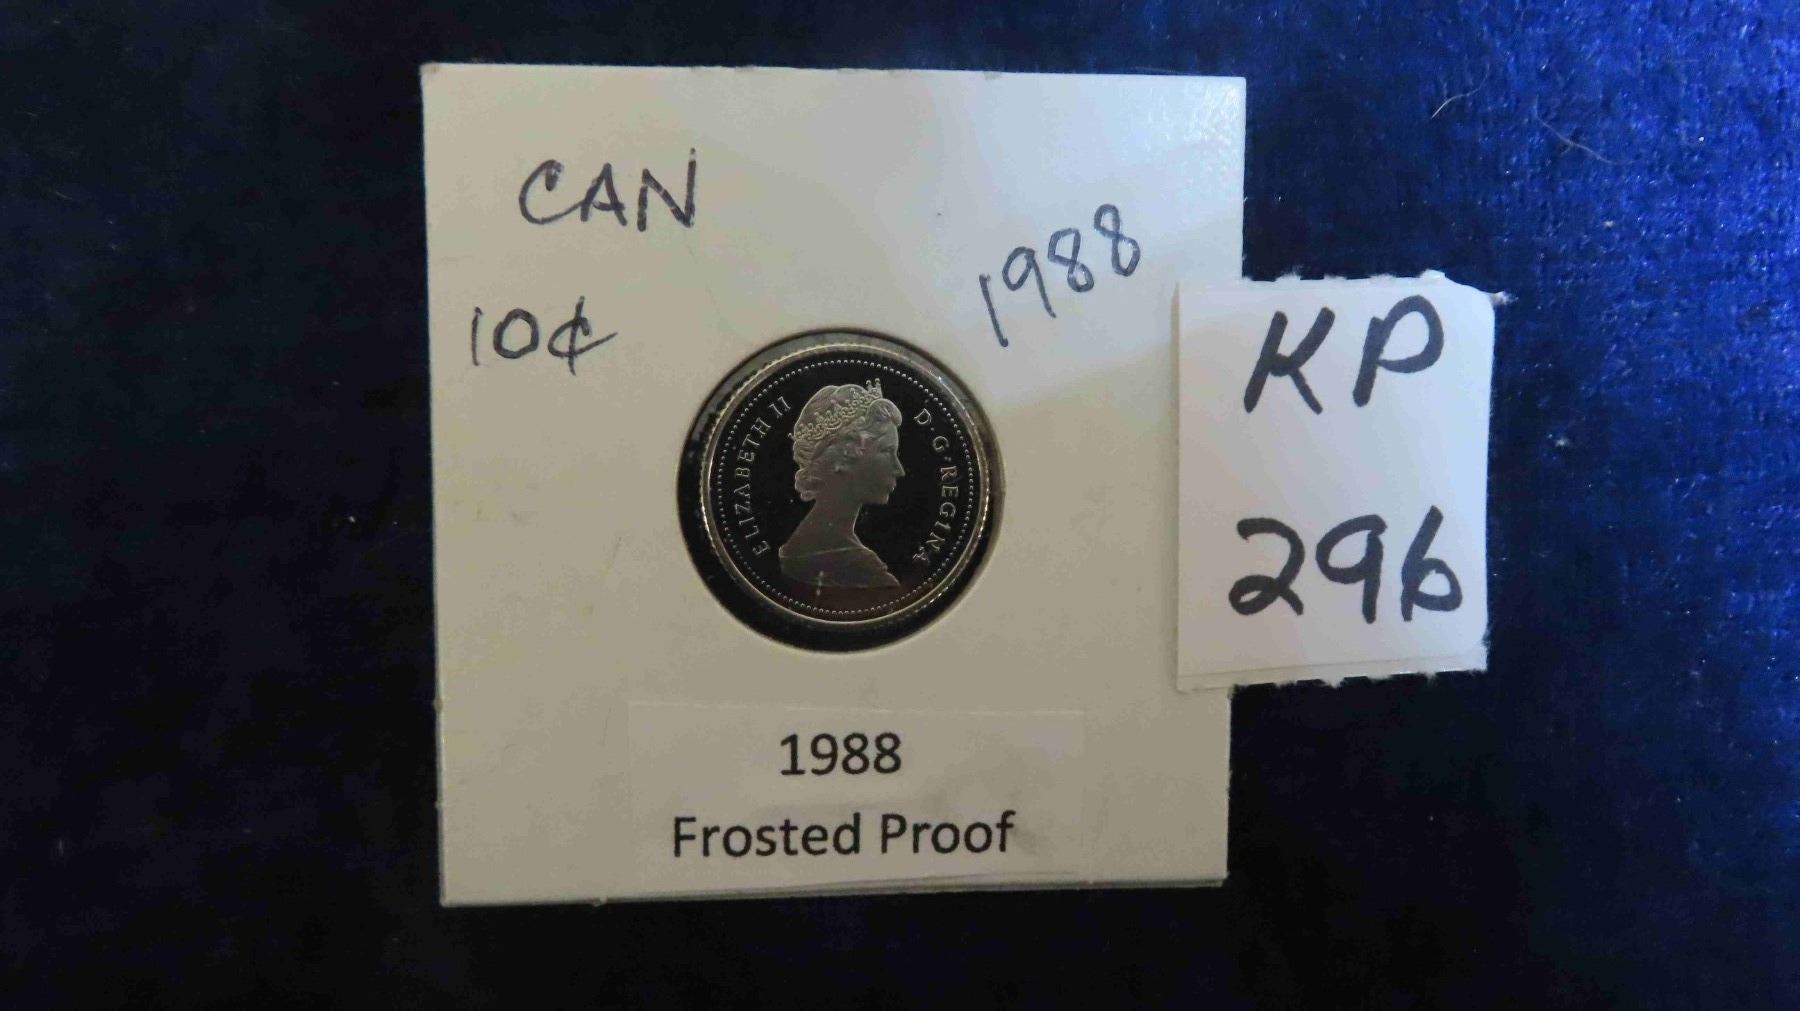 CAN
10¢
1988
ELIZABETH II D·G·REGINA
KP
296
1988
Frosted Proof